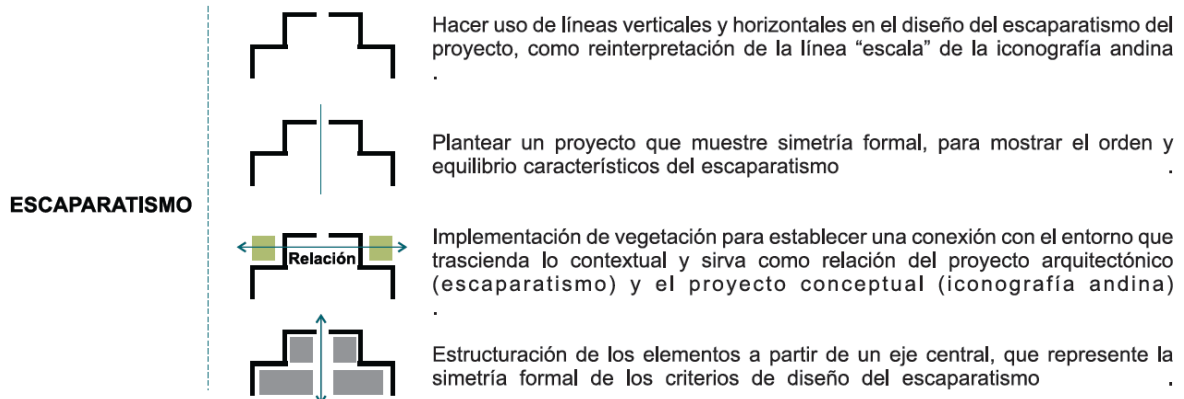 Hacer uso de líneas verticales y horizontales en el diseño del escaparatismo del
proyecto, como reinterpretación de la línea “escala” de la iconografía andina
.
Plantear un proyecto que muestre simetría formal, para mostrar el orden y
equilibrio característicos del escaparatismo .
ESCAPARATISMO
Relación
Implementación de vegetación para establecer una conexión con el entorno que
trascienda lo contextual y sirva como relación del proyecto arquitectónico
(escaparatismo) y el proyecto conceptual (iconografía andina)
.
Estructuración de los elementos a partir de un eje central, que represente la
simetría formal de los criterios de diseño del escaparatismo .